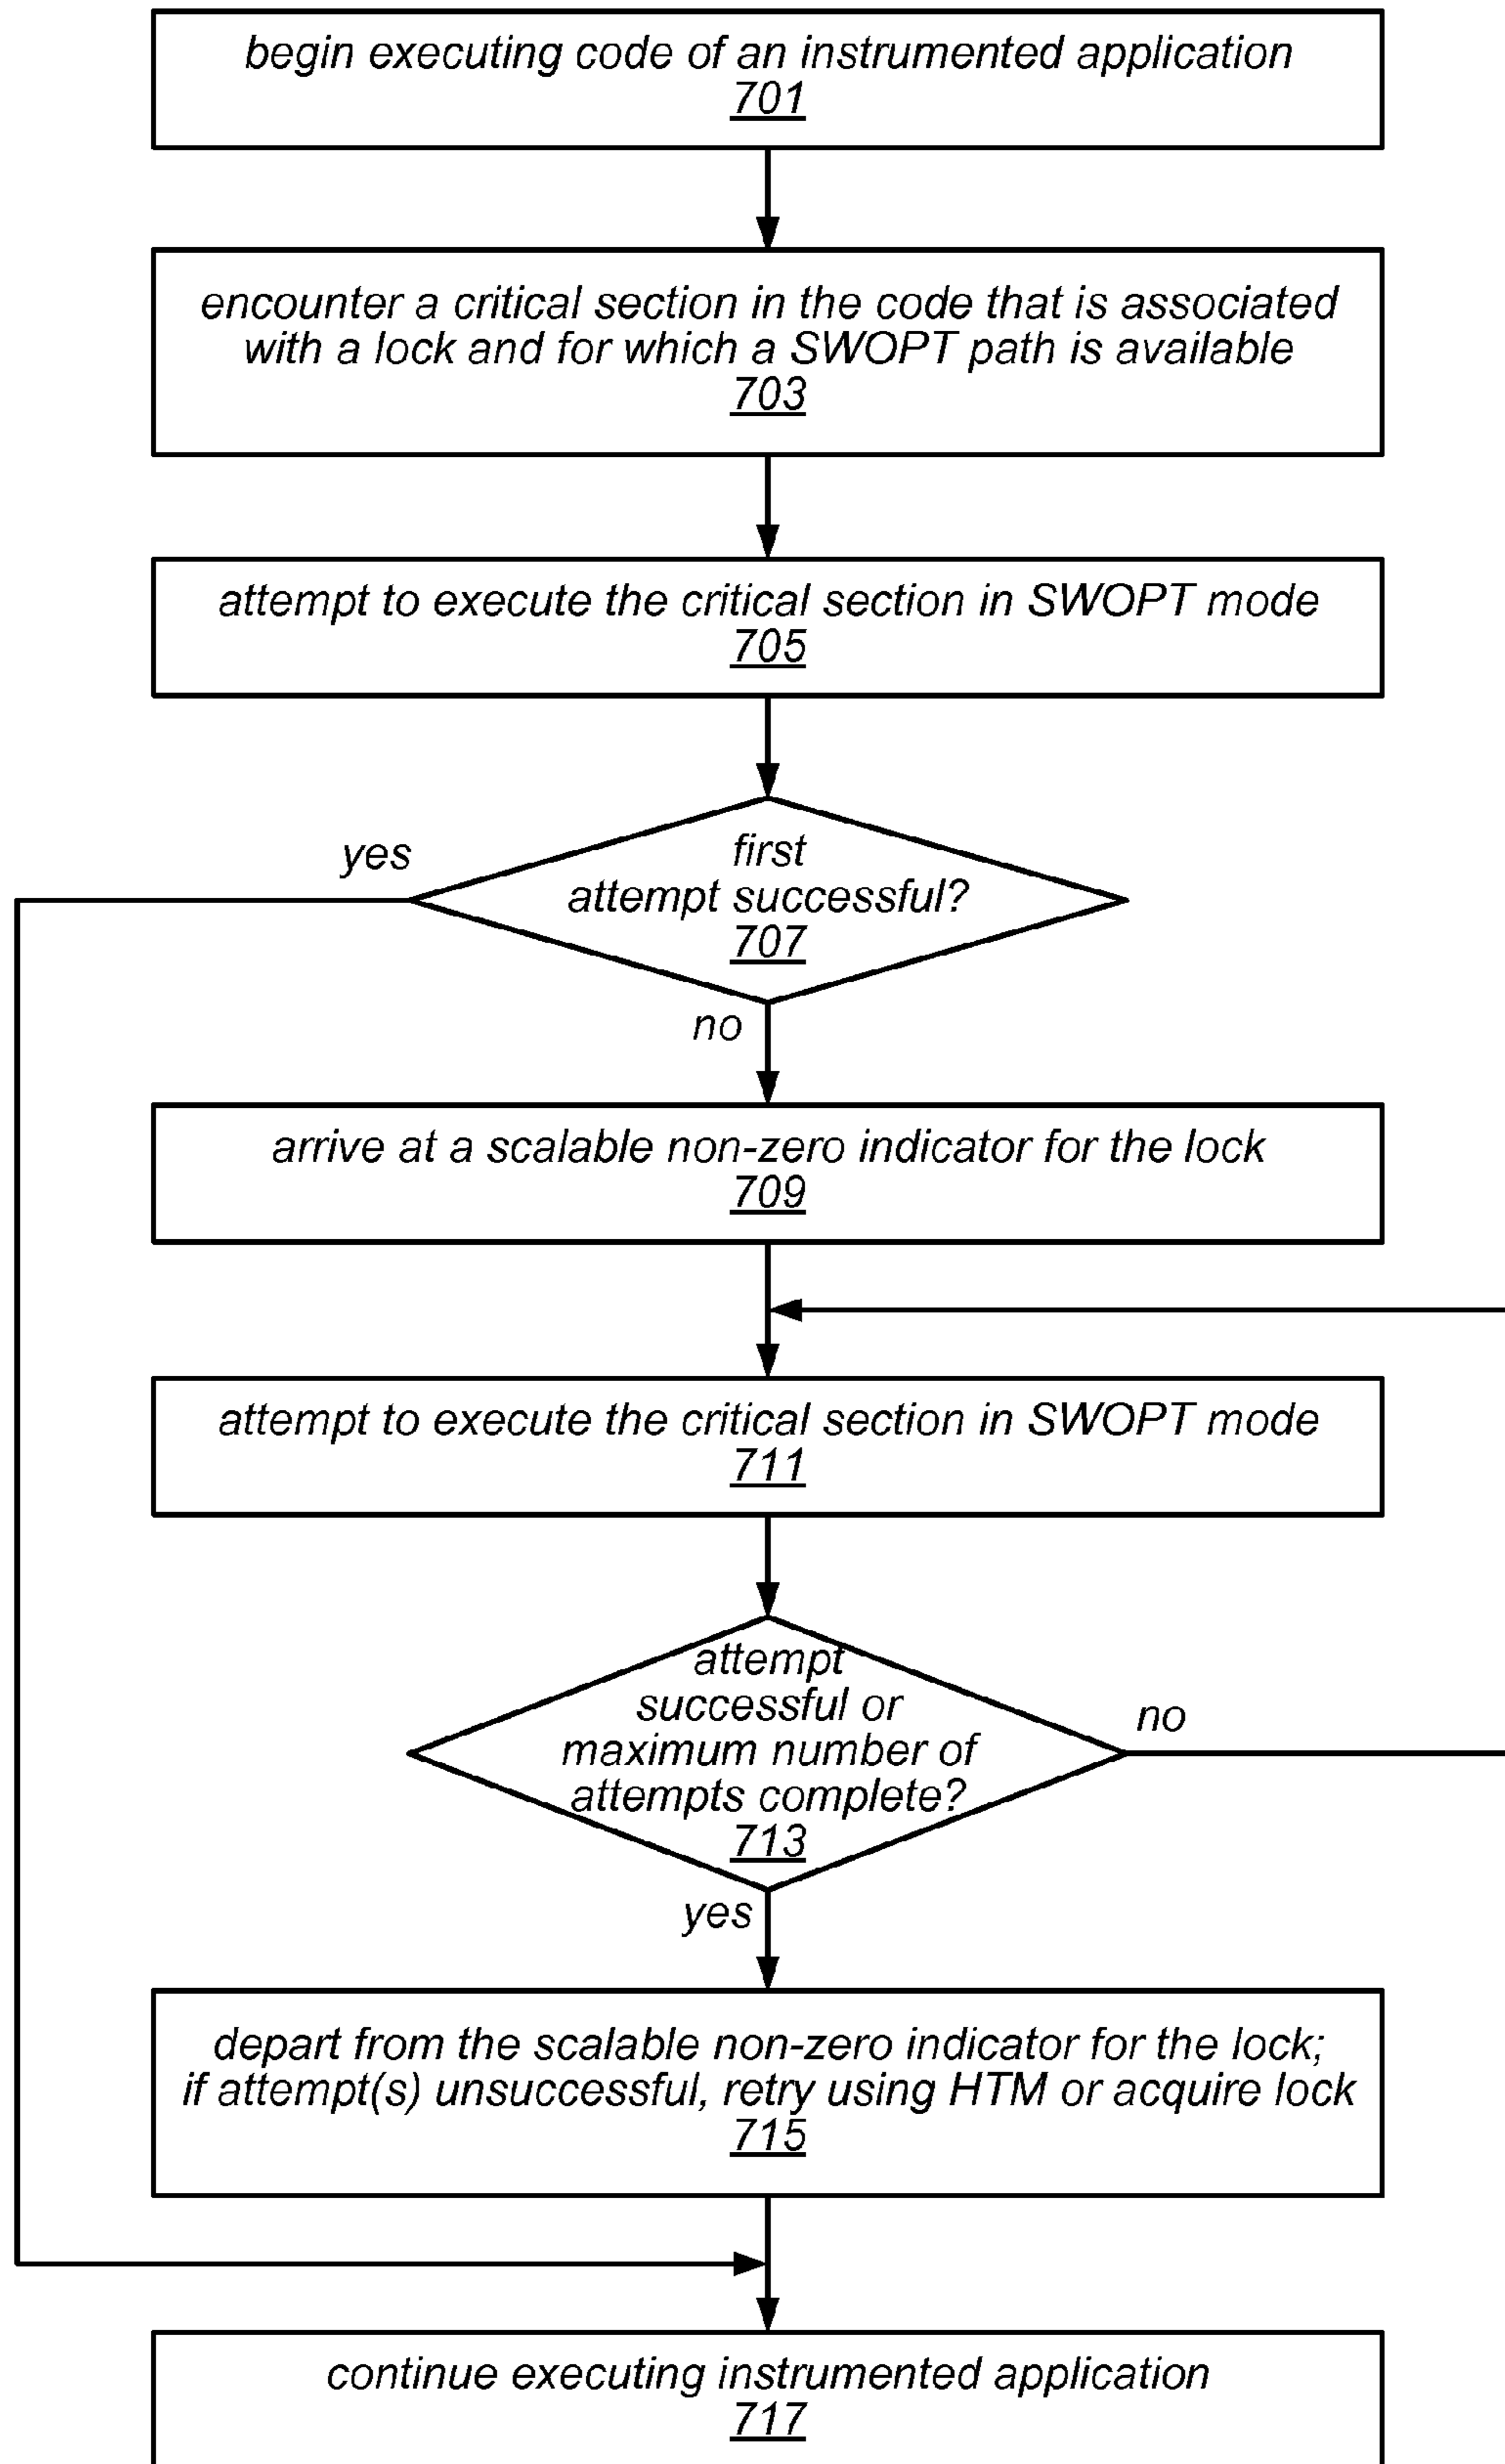 begin executing code of an instrumented application
701
encounter a critical section in the code that is associated
with a lock and for which a SWOPT path is available
703
attempt to execute the critical section in SWOPT mode
705
yes
first
attempt successful?
707
no
arrive at a scalable non-zero indicator for the lock
709
attempt to execute the critical section in SWOPT mode
711
attempt
successful or
maximum number of
attempts complete?
713
no
yes
depart from the scalable non-zero indicator for the lock;
if attempt(s) unsuccessful, retry using HTM or acquire lock
715
continue executing instrumented application
717